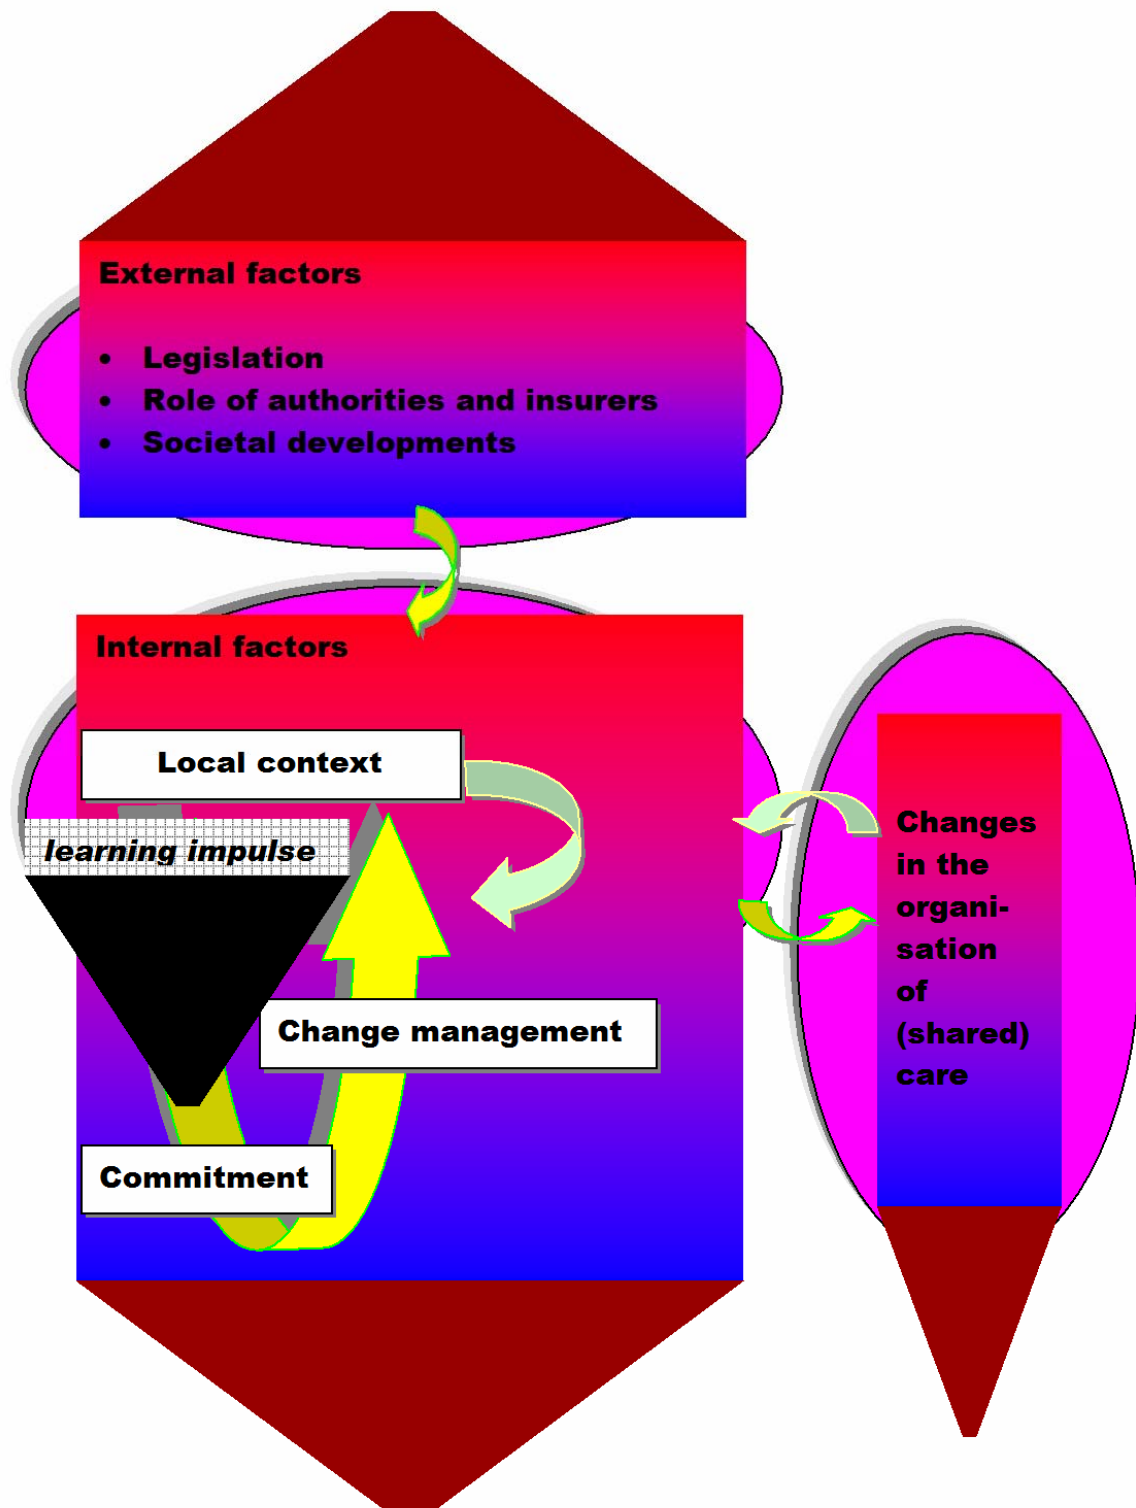 External factors
• Legislation
• Role of authorities and insurers
• Societal developments
Internal factors
Local context
learning impulse
Change management
Commitment
Changes
in the
organi-
sation
of
(shared)
care